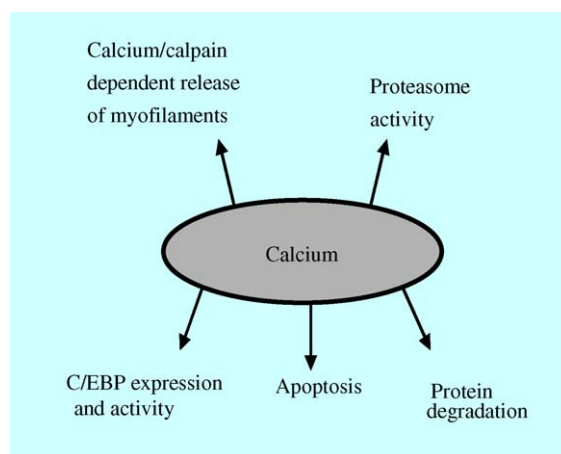 Calcium/calpain
dependent release
of myofilaments
Proteasome
activity
Calcium
C/EBP expression
and activity
Apoptosis
Protein
degradation